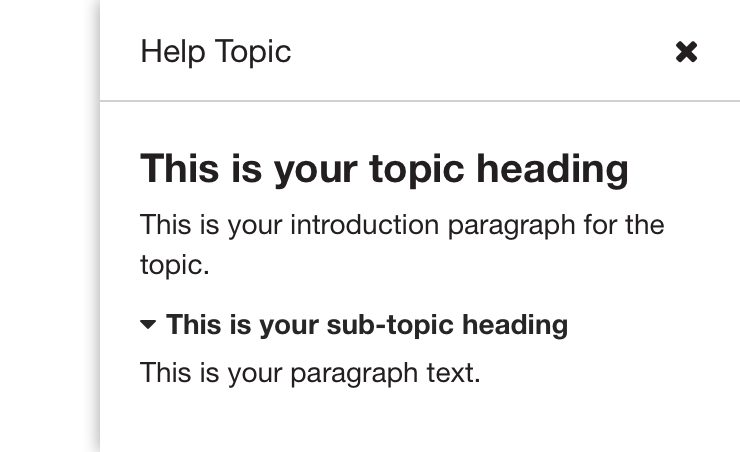 Help Topic
This is your topic heading
This is your introduction paragraph for the
topic.
This is your sub-topic heading
This is your paragraph text.